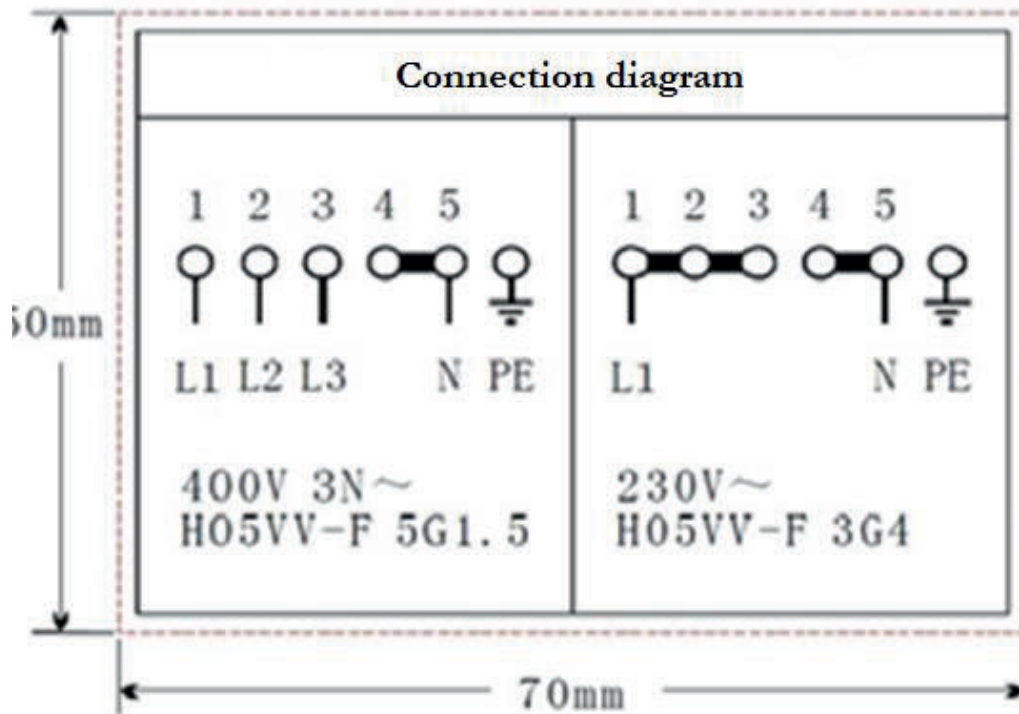 Connection diagram
1 2 3 4 5
L1 L2 L3 N PE
400V 3N~
H05VV-F 5G1.5
1 2 3 4 5
L1 N PE
230V~
H05VV-F 3G4
70mm